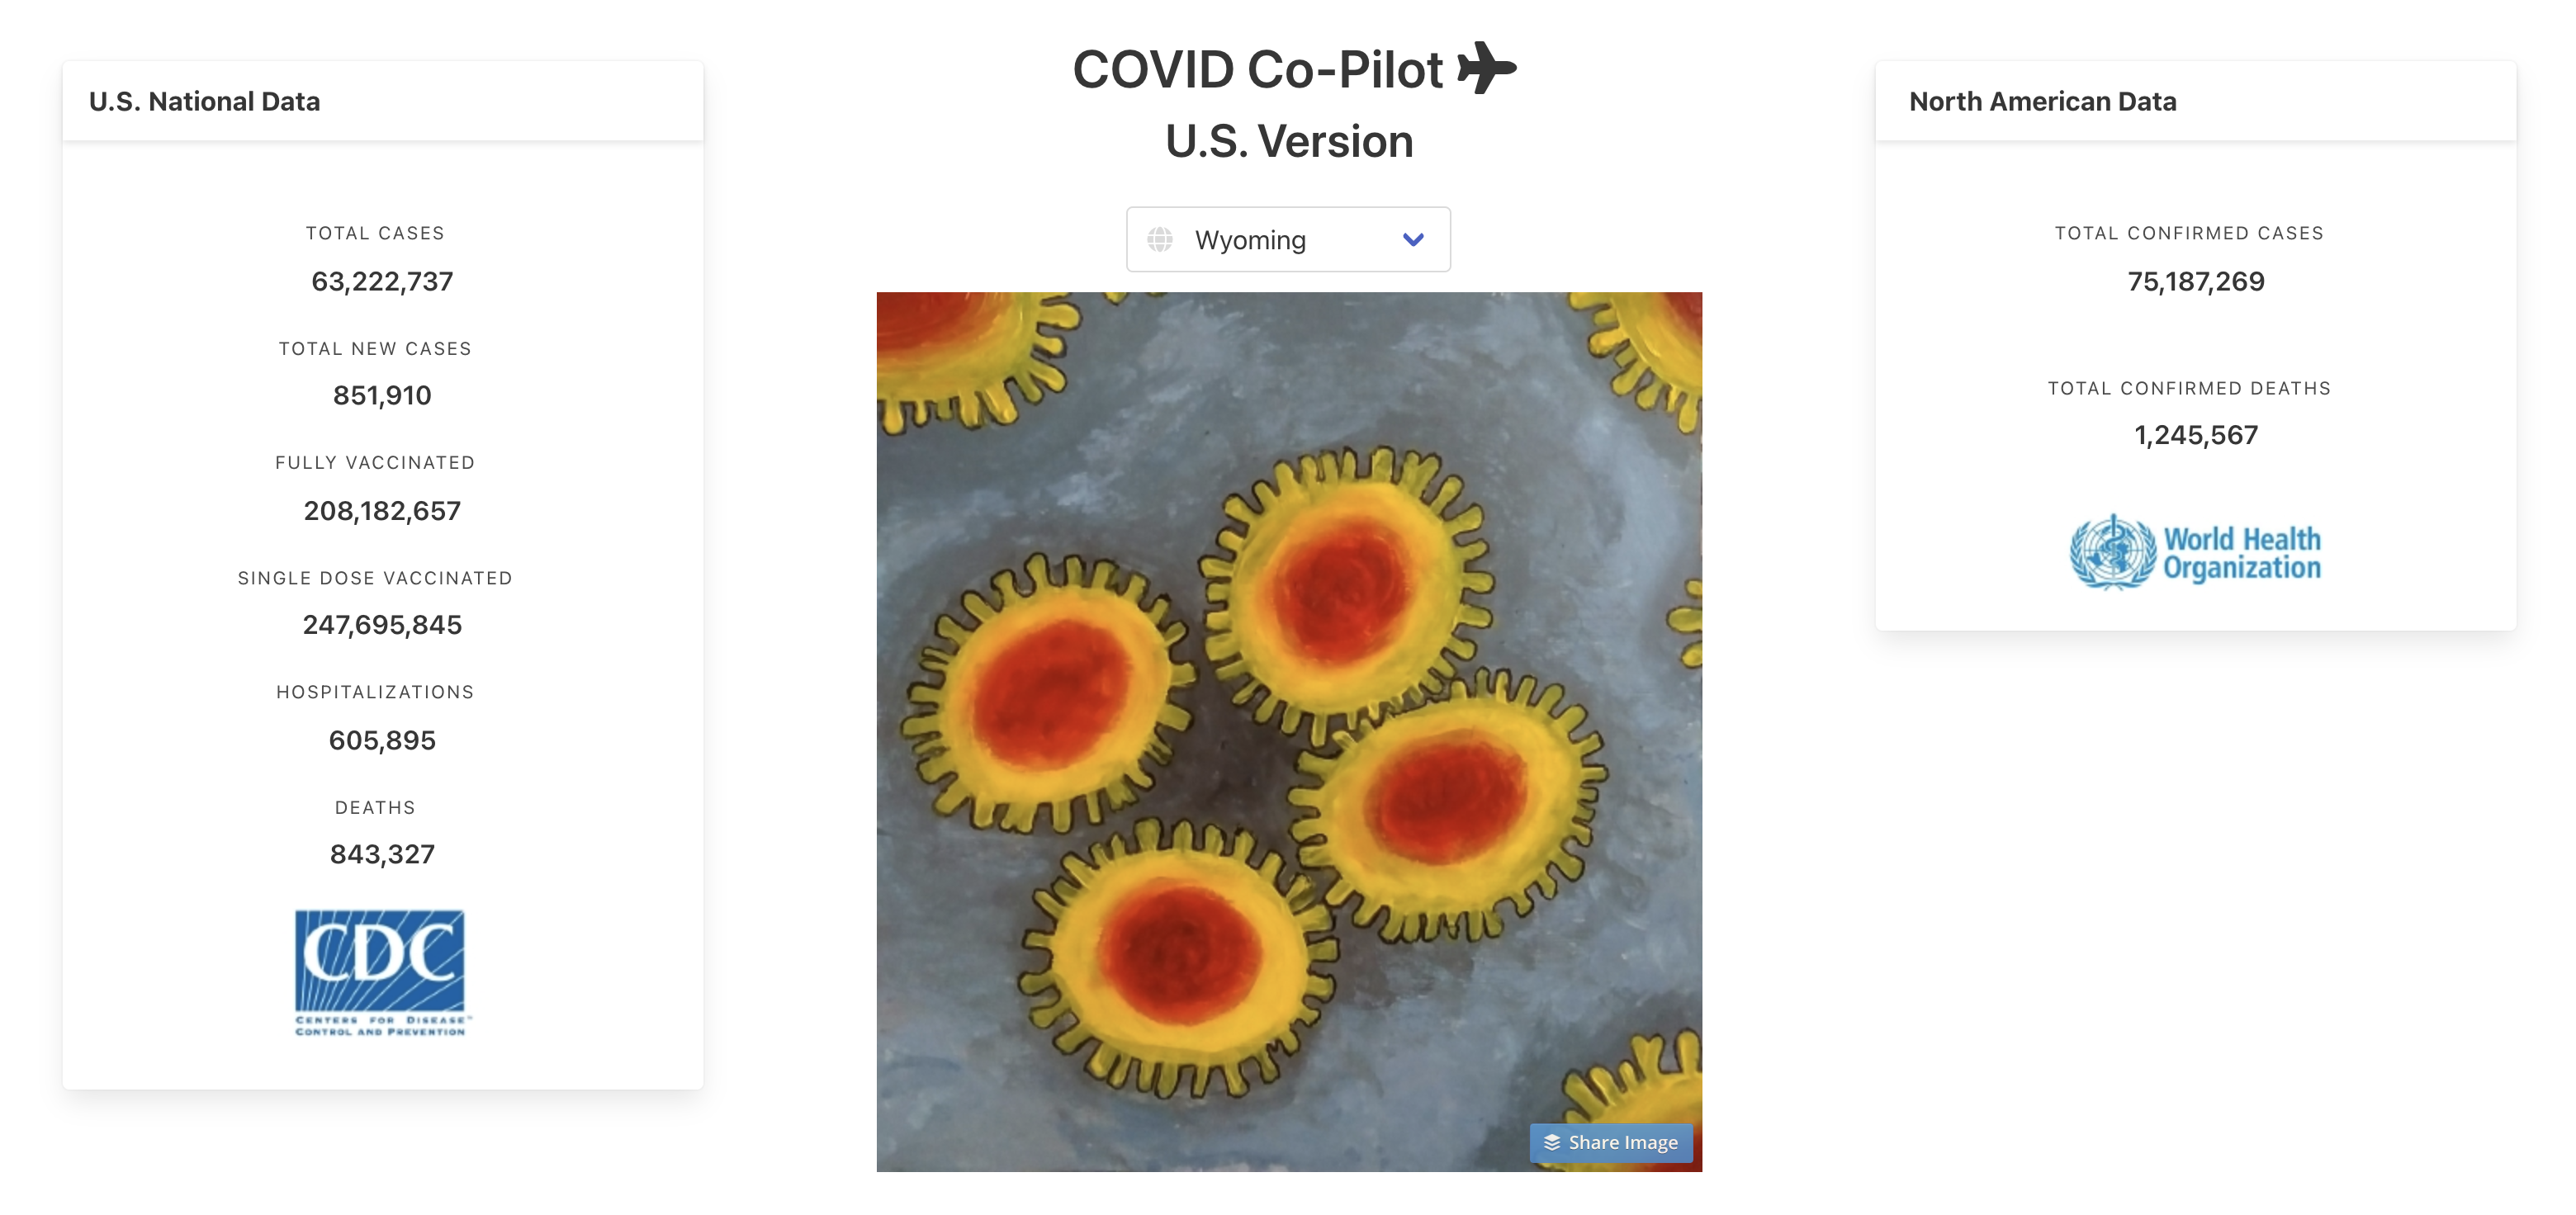 U.S. National Data
TOTAL CASES
63,222,737
TOTAL NEW CASES
851,910
FULLY VACCINATED
208,182,657
SINGLE DOSE VACCINATED
247,695,845
HOSPITALIZATIONS
605,895
DEATHS
843,327
CDC
CENTERS FOR DISEASE™
CONTROL AND PREVENTION
COVID Co-Pilot
U.S. Version
Wyoming
Share Image
North American Data
TOTAL CONFIRMED CASES
75,187,269
TOTAL CONFIRMED DEATHS
1,245,567
World Health
Organization